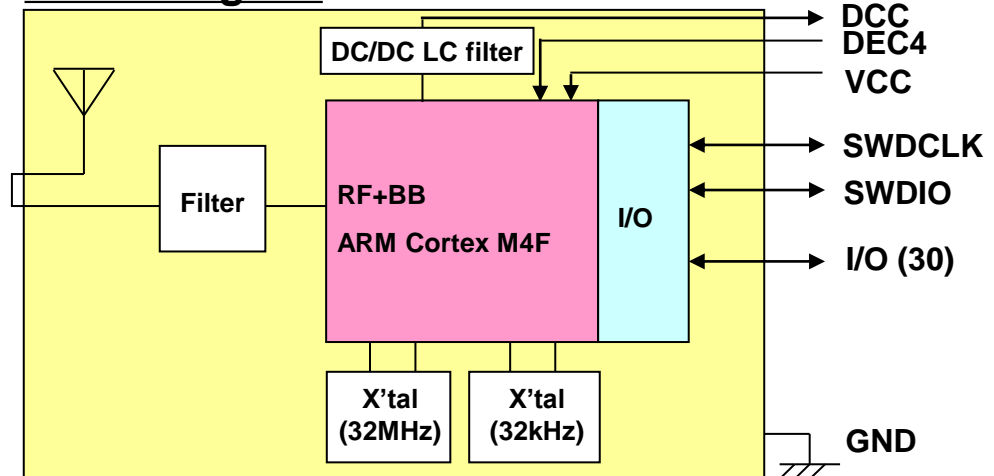 DCC
DC/DC LC filter
DEC4
VCC
SWDCLK
Filter
RF+BB
SWDIO
I/O
ARM Cortex M4F
I/O (30)
X'tal
(32MHz)
X'tal
(32kHz)
GND